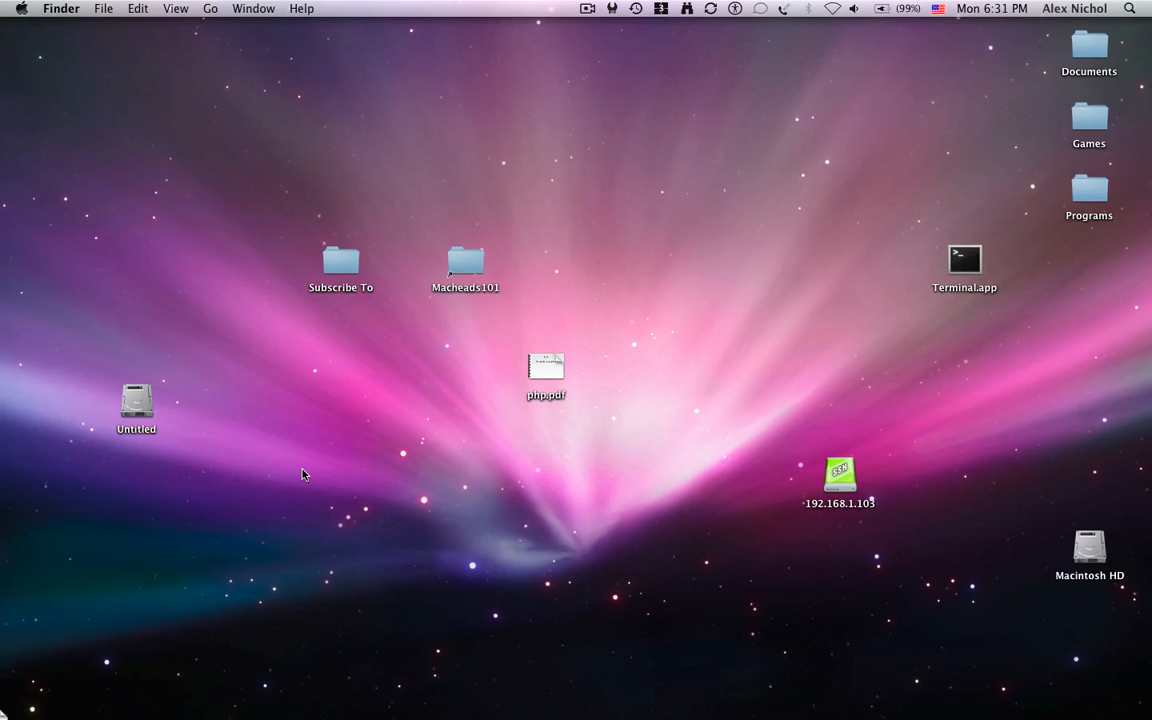 Finder File Edit View Go Window Help 3 (99%) Mon 6:31 PM Alex Nichol
Documents
Games
Programs
Subscribe To
Macheads101
Terminal.app
php.pdf
Untitled
SSH
192.168.1.103
Macintosh HD